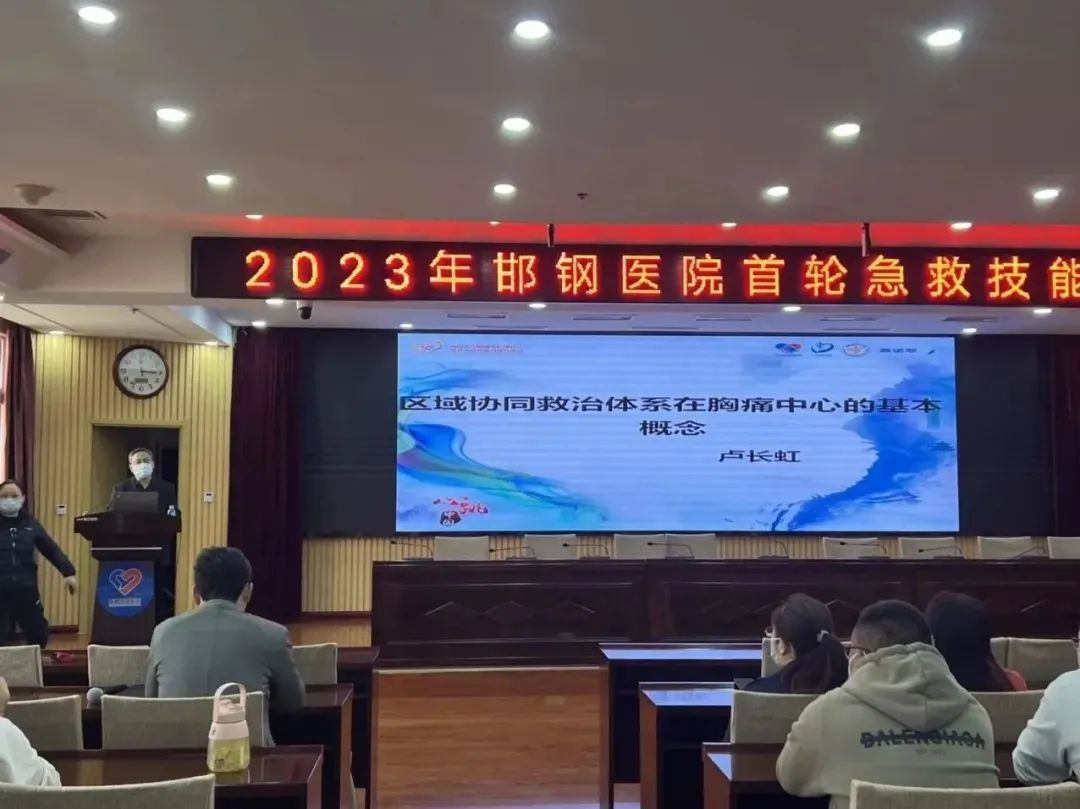 2023年邯钢医院首轮急救技能
区域协同救治体系在胸痛中心的基本
概念
卢长虹
BALENCIAGA